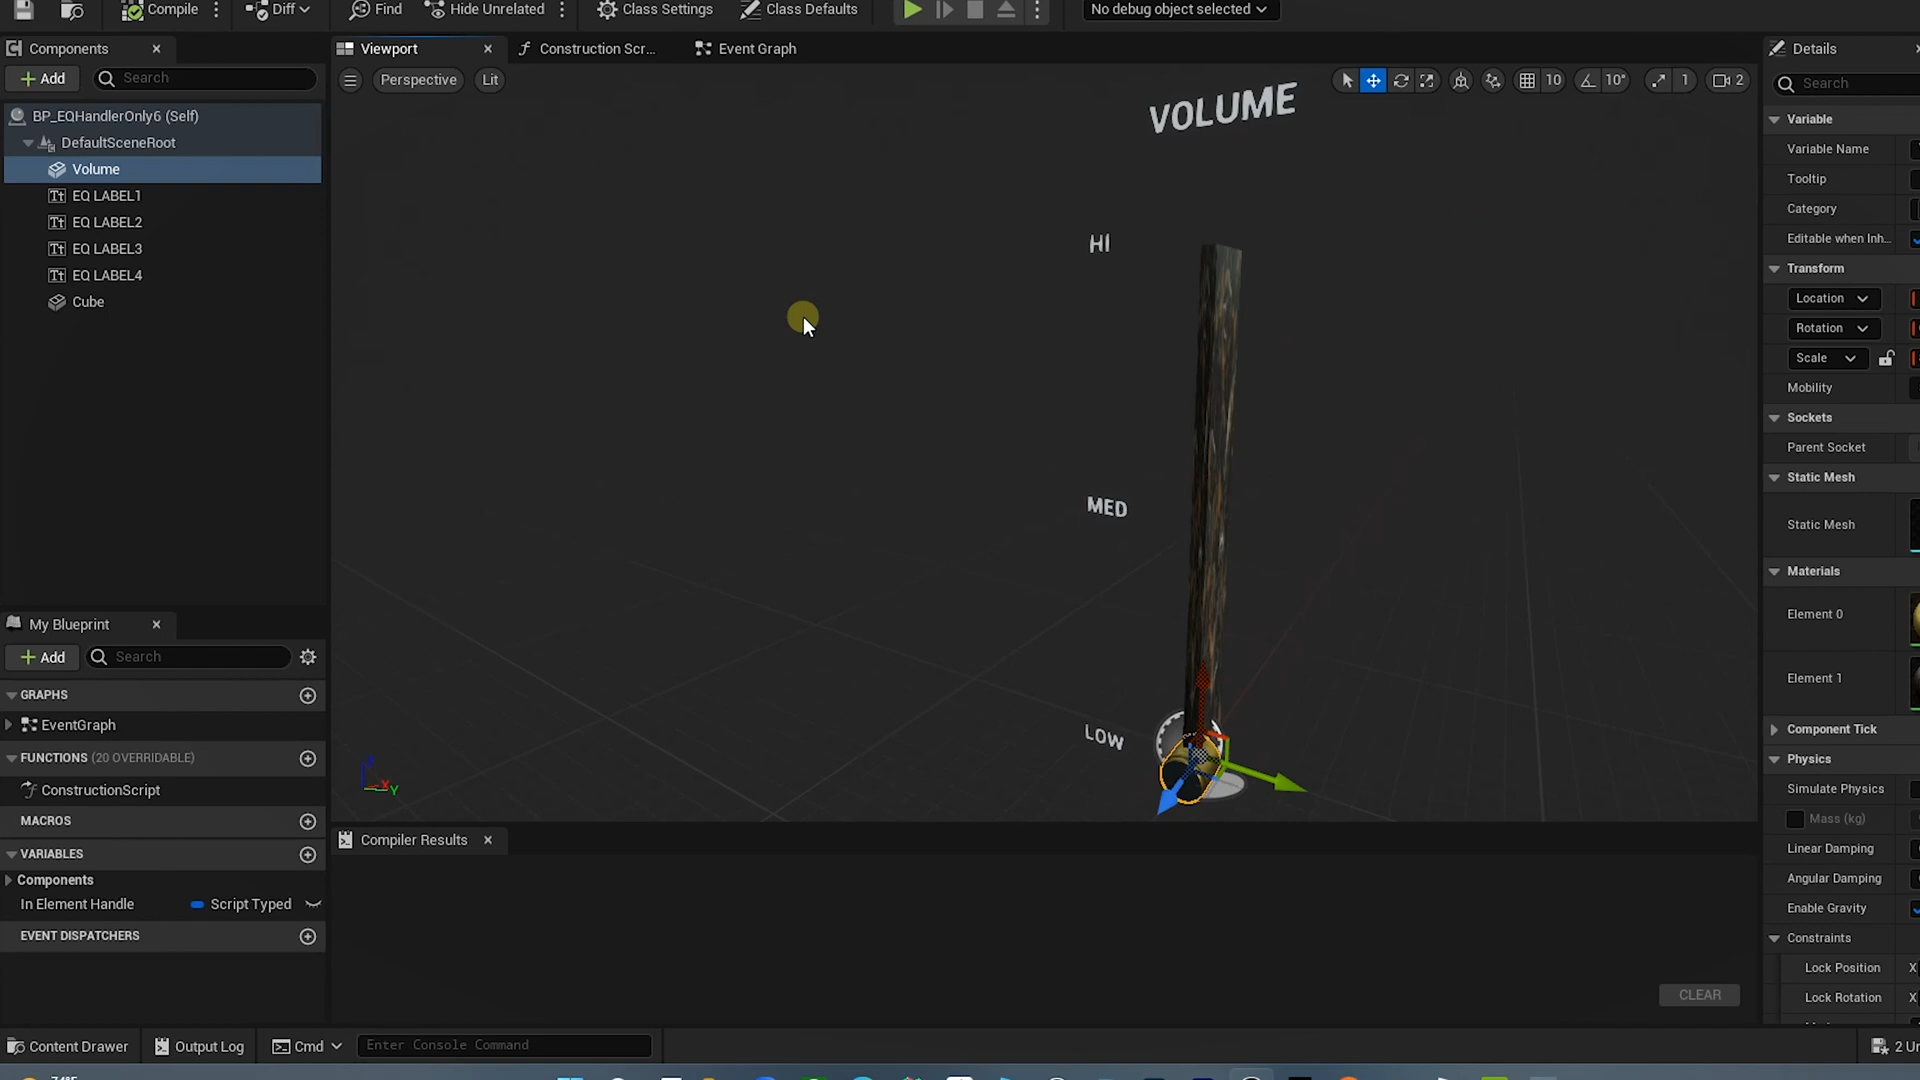 Compile
Diff
Find
Hide Unrelated
Class Settings
Class Defaults
No debug object selected
Components
Viewport
Construction Scr...
Event Graph
Details
Add
Search
Perspective
Lit
10
10°
1
2
Search
BP_EQHandlerOnly6 (Self)
DefaultSceneRoot
Volume
EQ LABEL1
EQ LABEL2
EQ LABEL3
EQ LABEL4
Cube
VOLUME
HI
MED
LOW
Variable
Variable Name
Tooltip
Category
Editable when Inh...
Transform
Location
Rotation
Scale
Mobility
Sockets
Parent Socket
Static Mesh
Static Mesh
Materials
Element 0
Element 1
Component Tick
Physics
Simulate Physics
Mass (kg)
Linear Damping
Angular Damping
Enable Gravity
Constraints
Lock Position X
Lock Rotation X
My Blueprint
Add
Search
GRAPHS
EventGraph
FUNCTIONS (20 OVERRIDABLE)
ConstructionScript
MACROS
VARIABLES
Components
In Element Handle
Script Typed
EVENT DISPATCHERS
Compiler Results
CLEAR
Content Drawer
Output Log
Cmd
Enter Console Command
2 Un